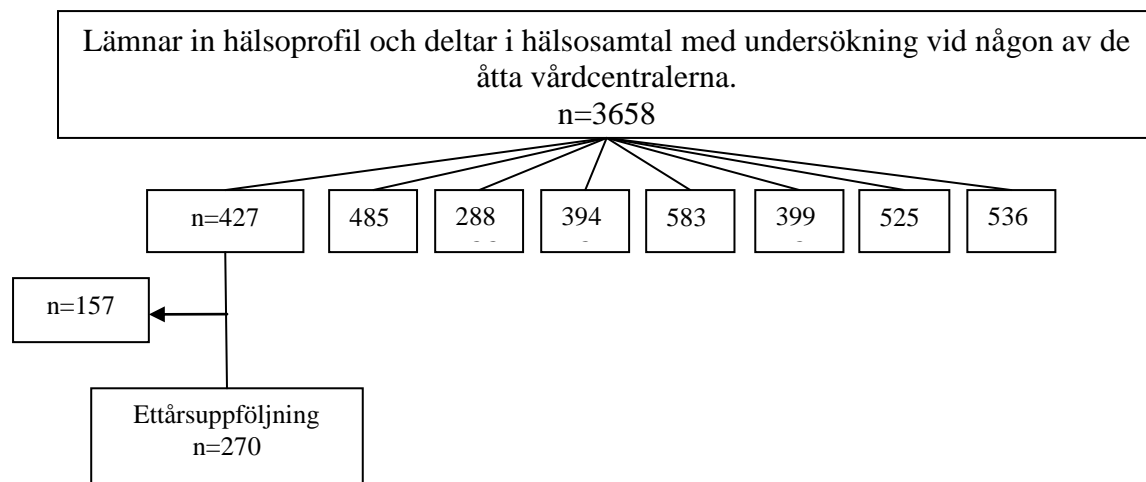 Lämnar in hälsoprofil och deltar i hälsosamtal med undersökning vid någon av de
åtta vårdcentralerna.
n=3658
n=427
485
288
394
583
399
525
536
n=157
Ettårsuppföljning
n=270